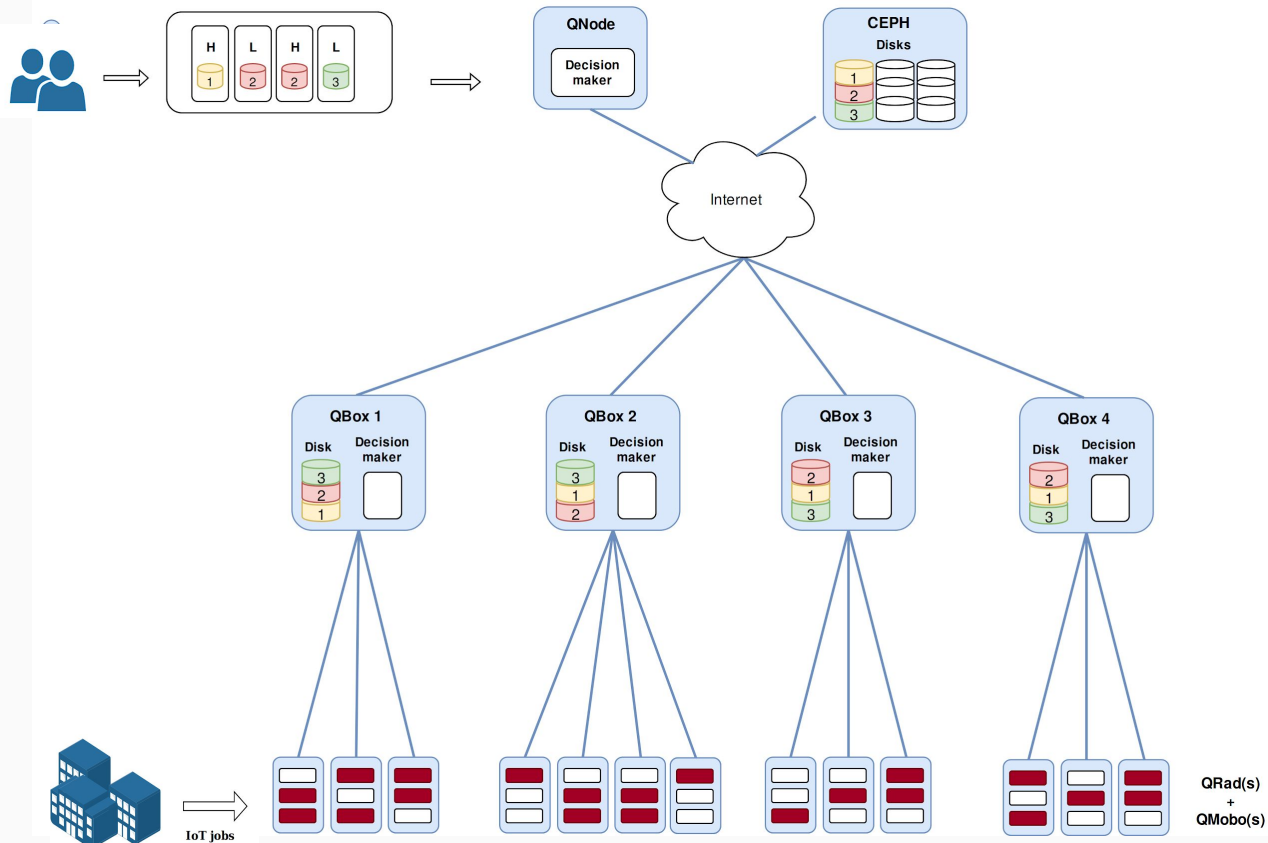 H L H L
1 2 2 3
QNode
Decision
maker
CEPH
Disks
1
2
3
Internet
QBox 1
Disk
Decision
maker
3
2
1
QBox 2
Disk
Decision
maker
3
1
2
QBox 3
Disk
Decision
maker
2
1
3
QBox 4
Disk
Decision
maker
2
1
3
IoT jobs
QRad(s)
+
QMobo(s)